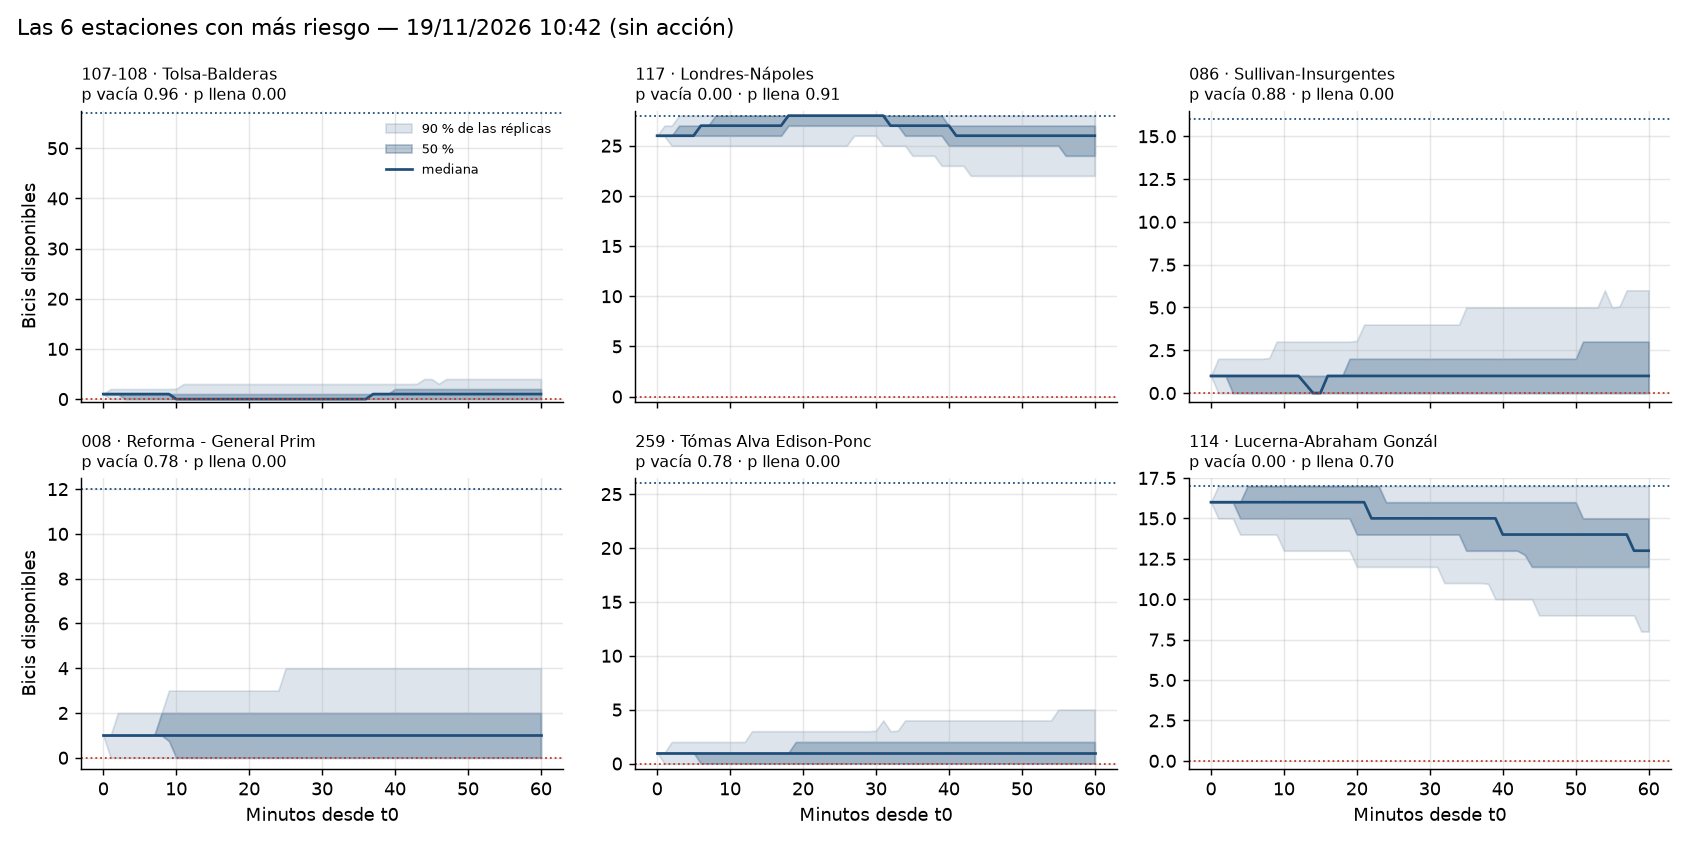 Las 6 estaciones con más riesgo — 19/11/2026 10:42 (sin acción)
107-108 · Tolsa-Balderas
p vacía 0.96 · p llena 0.00
90 % de las réplicas
50 %
mediana
Bicis disponibles
50
40
30
20
10
0
117 · Londres-Nápoles
p vacía 0.00 · p llena 0.91
25
20
15
10
5
0
086 · Sullivan-Insurgentes
p vacía 0.88 · p llena 0.00
15.0
12.5
10.0
7.5
5.0
2.5
0.0
008 · Reforma - General Prim
p vacía 0.78 · p llena 0.00
Bicis disponibles
12
10
8
6
4
2
0
0 10 20 30 40 50 60
Minutos desde t0
259 · Tómas Alva Edison-Ponc
p vacía 0.78 · p llena 0.00
25
20
15
10
5
0
0 10 20 30 40 50 60
Minutos desde t0
114 · Lucerna-Abraham Gonzál
p vacía 0.00 · p llena 0.70
17.5
15.0
12.5
10.0
7.5
5.0
2.5
0.0
0 10 20 30 40 50 60
Minutos desde t0